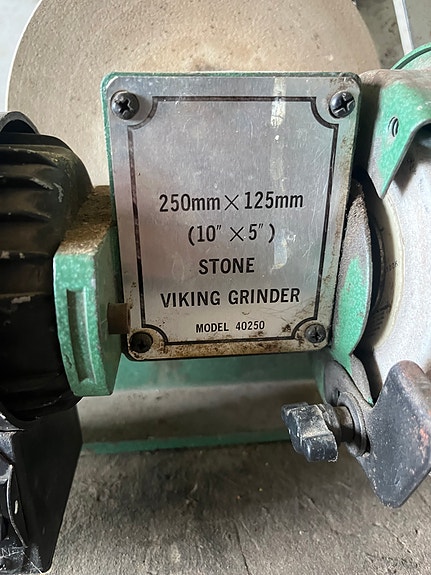 250mm×125mm
(10"×5")
STONE
VIKING GRINDER
MODEL 40250